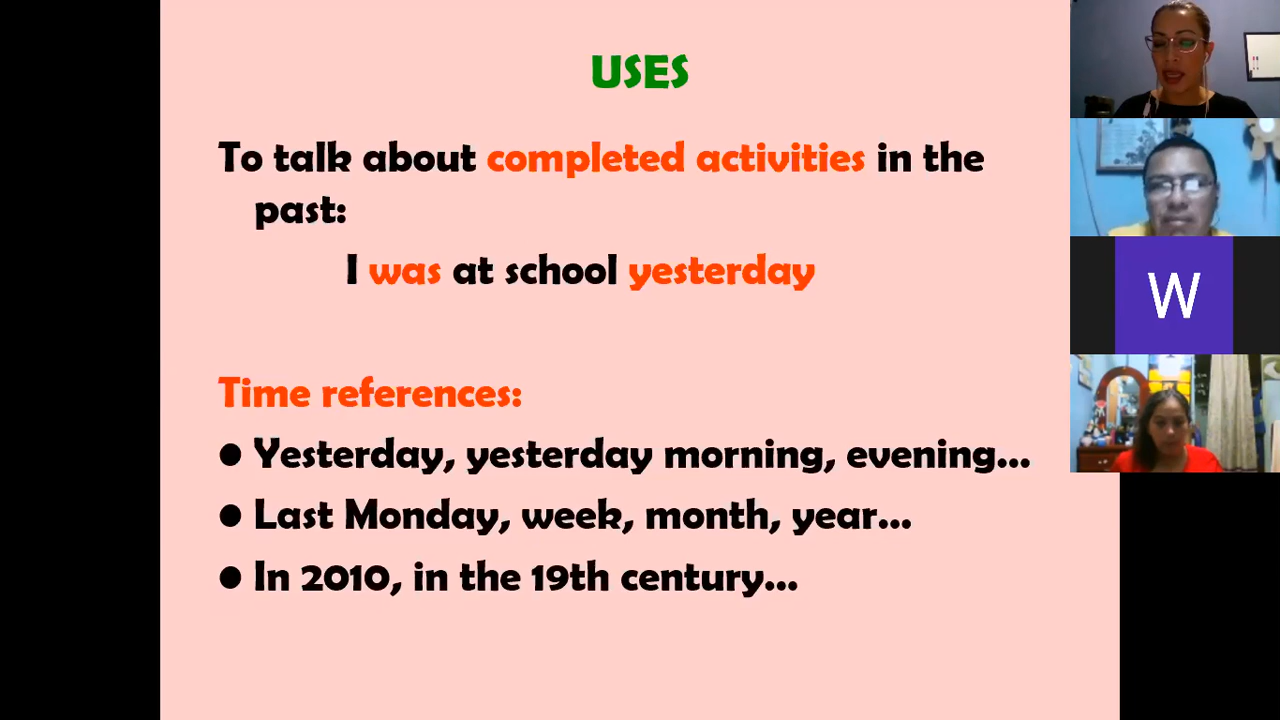 USES
To talk about completed activities in the
past:
I was at school yesterday
Time references:
● Yesterday, yesterday morning, evening...
● Last Monday, week, month, year...
● In 2010, in the 19th century...
W